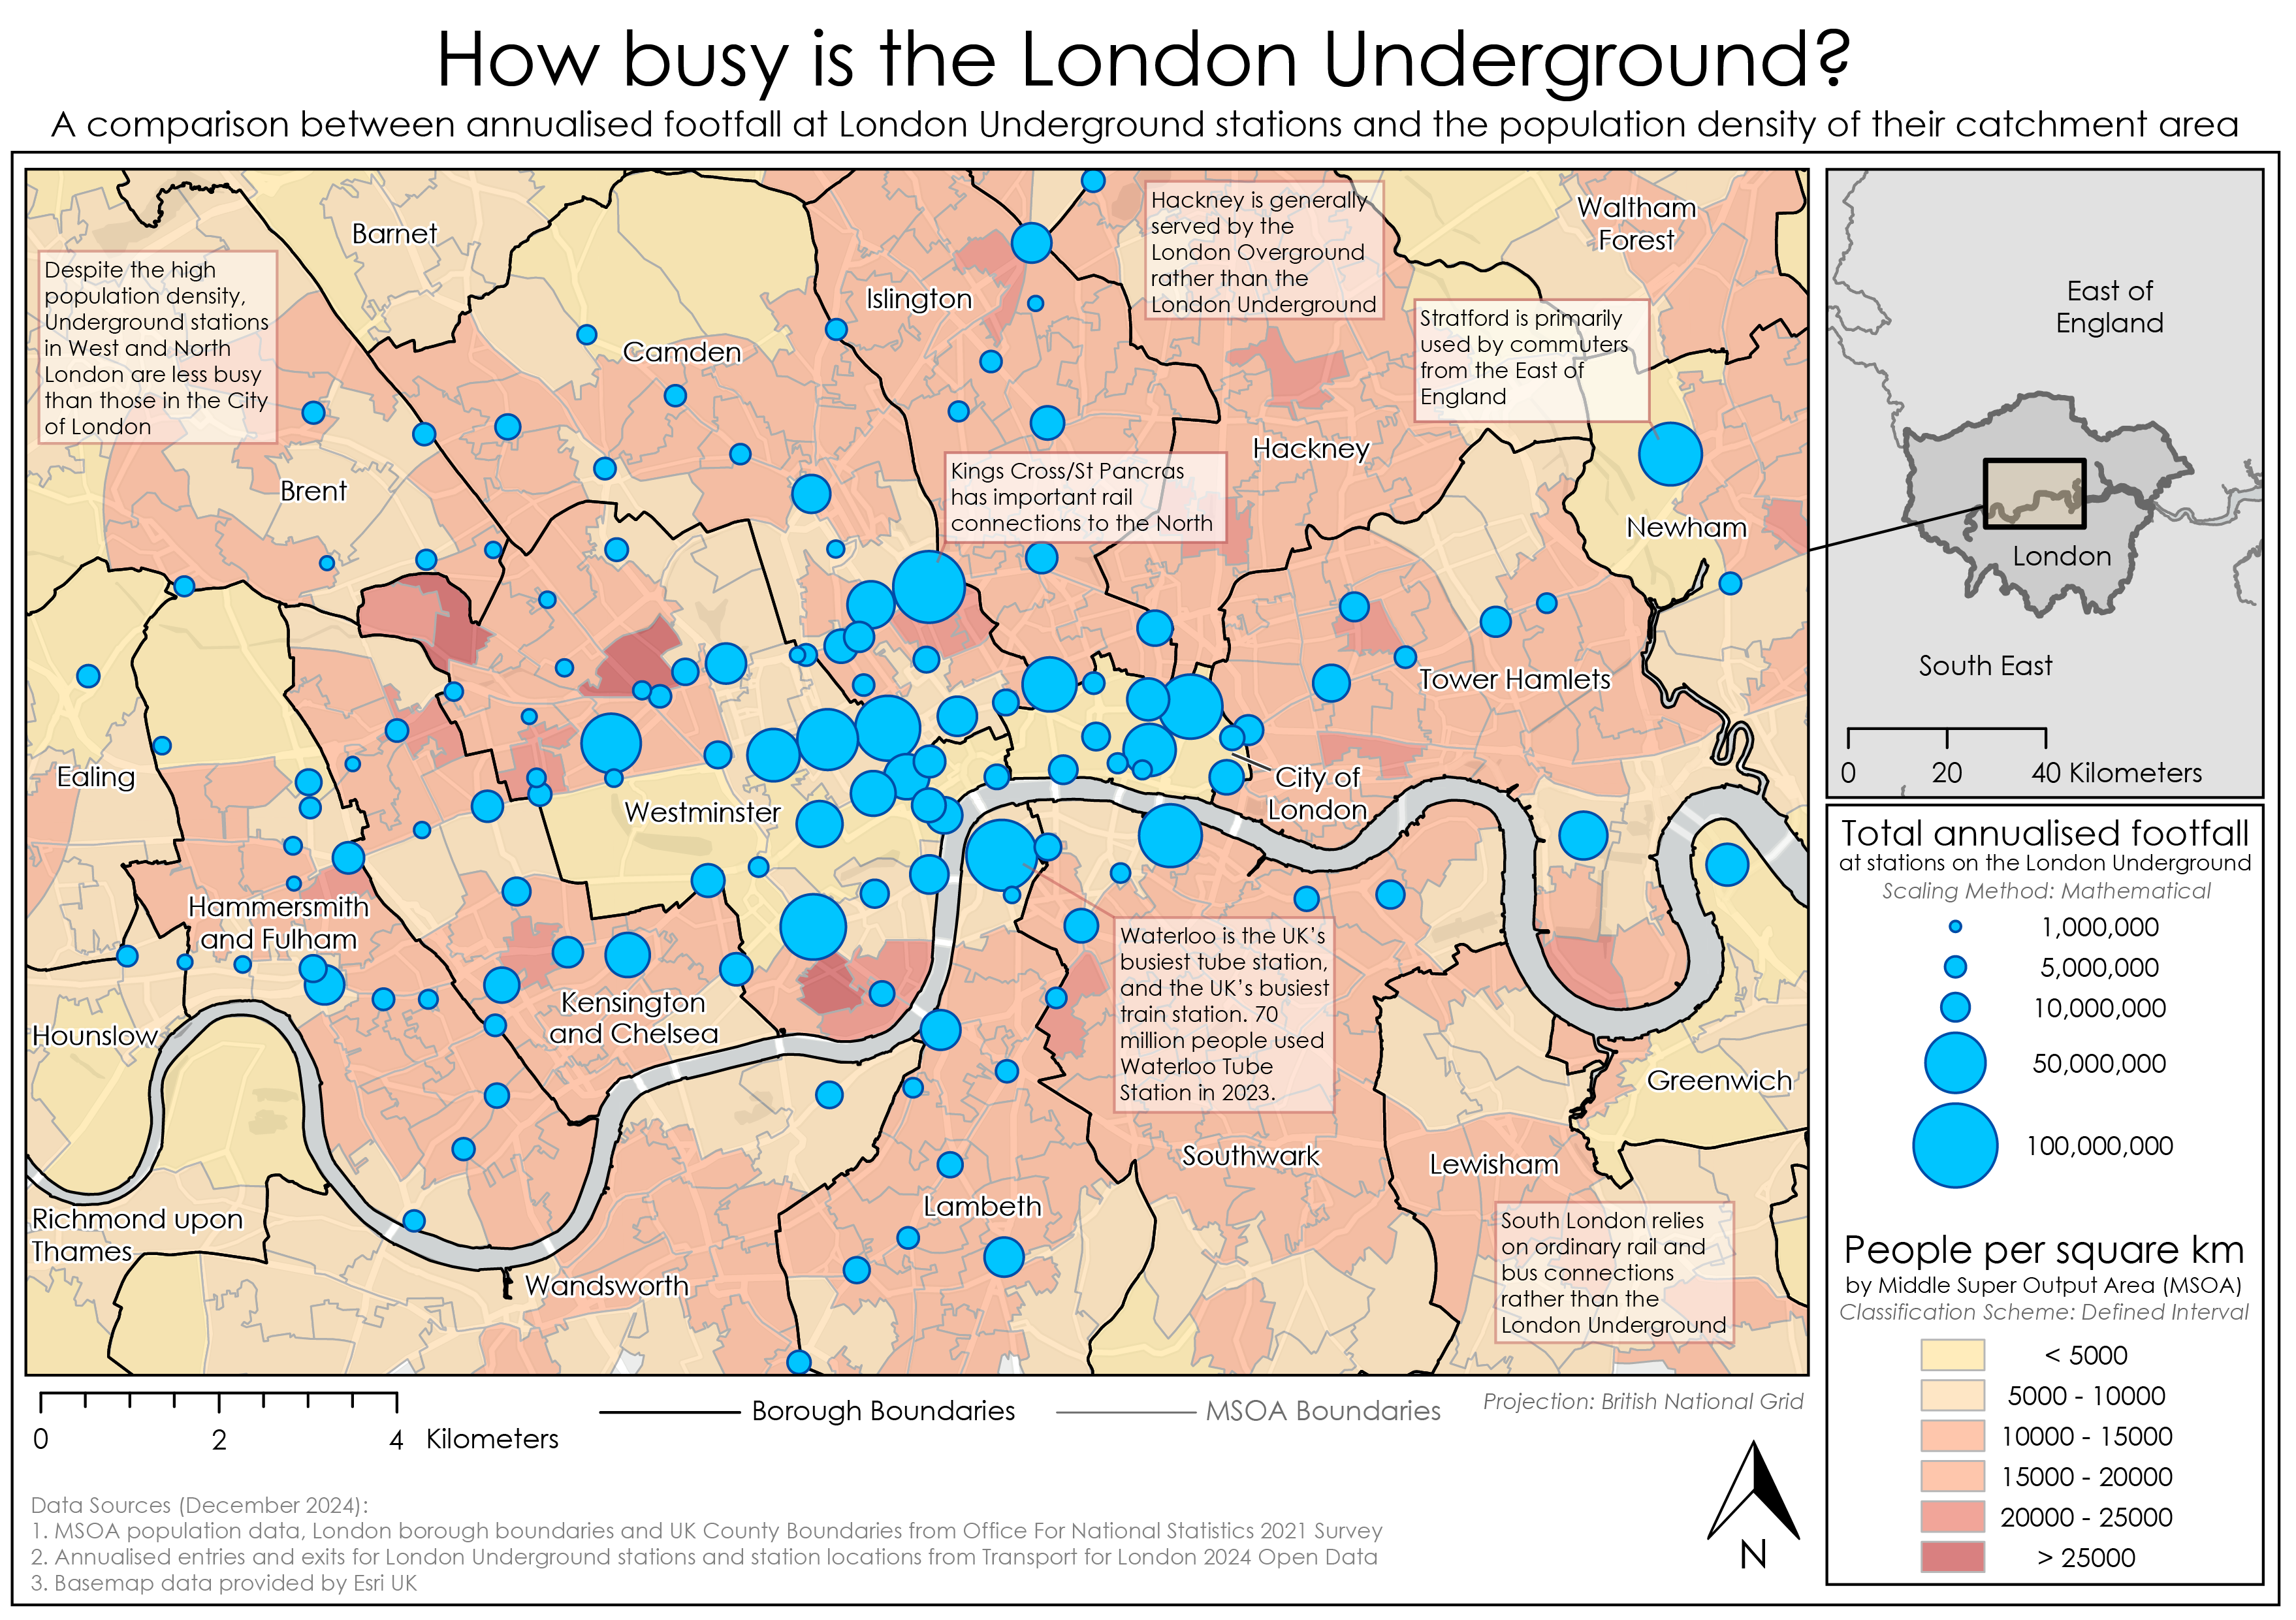 How busy is the London Underground?
A comparison between annualised footfall at London Underground stations and the population density of their catchment area
Barnet
Despite the high
population density,
Underground stations
in West and North
London are less busy
than those in the City
of London
Islington
Hackney is generally
served by the
London Overground
rather than the
London Underground
Waltham
Forest
Stratford is primarily
used by commuters
from the East of
England
Camden
Brent
Hackney
Kings Cross/St Pancras
has important rail
connections to the North
Newham
Tower Hamlets
Ealing
Westminster
City of
London
Hammersmith
and Fulham
Kensington
and Chelsea
Waterloo is the UK's
busiest tube station,
and the UK's busiest
train station. 70
million people used
Waterloo Tube
Station in 2023.
Hounslow
Greenwich
Southwark
Lewisham
Lambeth
Richmond upon
Thames
Wandsworth
South London relies
on ordinary rail and
bus connections
rather than the
London Underground
East of
England
London
South East
0 20 40 Kilometers
Total annualised footfall
at stations on the London Underground
Scaling Method: Mathematical
1,000,000
5,000,000
10,000,000
50,000,000
100,000,000
People per square km
by Middle Super Output Area (MSOA)
Classification Scheme: Defined Interval
< 5000
5000 - 10000
10000 - 15000
15000 - 20000
20000 - 25000
> 25000
0 2 4 Kilometers
Borough Boundaries
MSOA Boundaries
Projection: British National Grid
N
Data Sources (December 2024):
1. MSOA population data, London borough boundaries and UK County Boundaries from Office For National Statistics 2021 Survey
2. Annualised entries and exits for London Underground stations and station locations from Transport for London 2024 Open Data
3. Basemap data provided by Esri UK